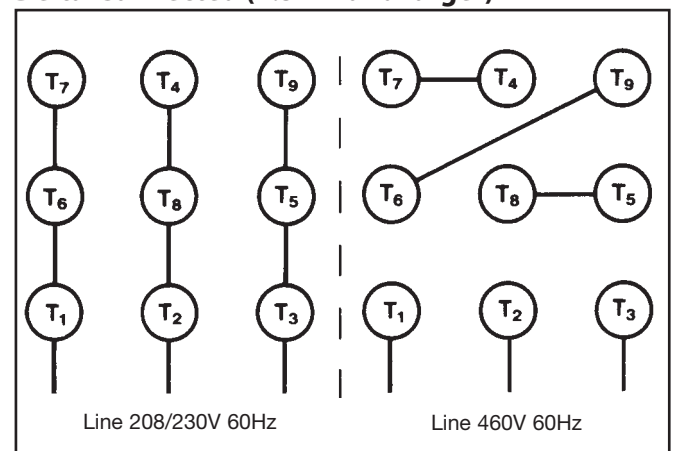 T₇ T₄ T₉ T₇ T₄ T₉
T₆ T₈ T₅ T₆ T₈ T₅
T₁ T₂ T₃ T₁ T₂ T₃
Line 208/230V 60Hz Line 460V 60Hz